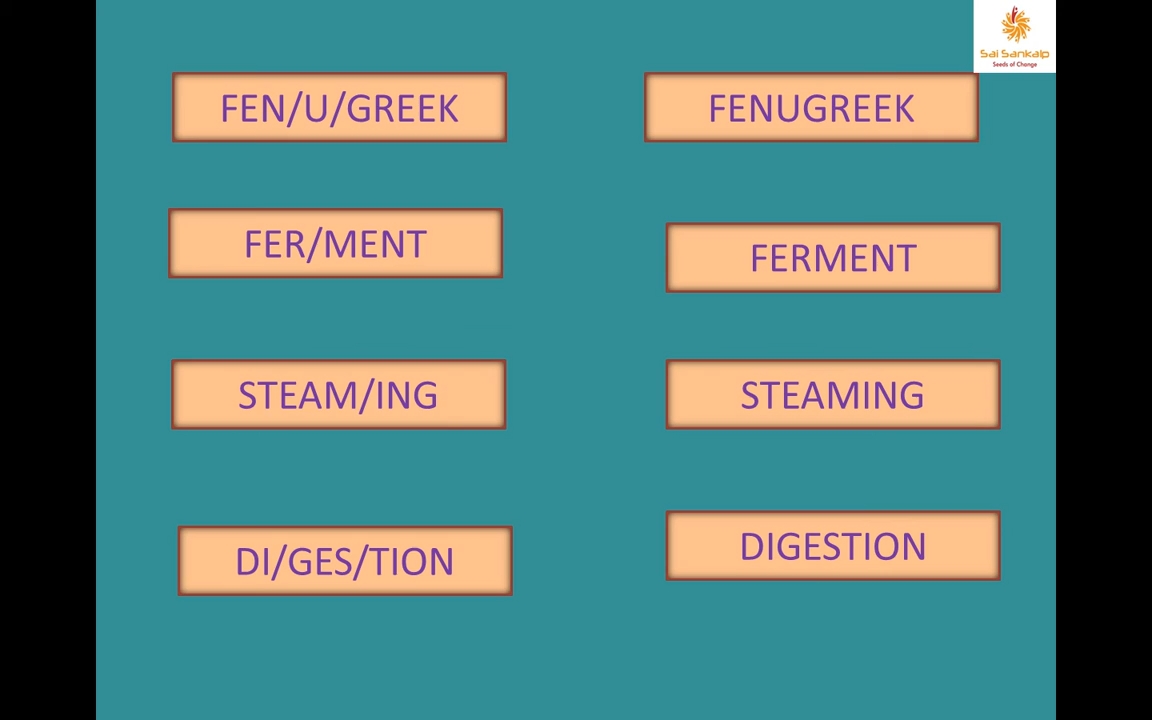 Sai Sankalp
Seeds of Change
FEN/U/GREEK
FENUGREEK
FER/MENT
FERMENT
STEAM/ING
STEAMING
DI/GES/TION
DIGESTION